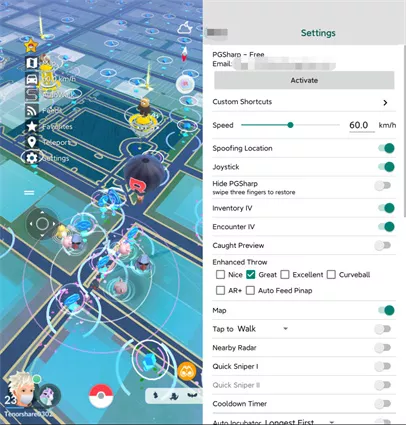 km/h
Feeds
Favorites
Teleport
Settings
23
Tenorshare0302
Settings
PGSharp - Free
Email:
Activate
Custom Shortcuts
Speed
60.0 km/h
Spoofing Location
Joystick
Hide PGSharp
swipe three fingers to restore
Inventory IV
Encounter IV
Caught Preview
Enhanced Throw
Nice Great Excellent Curveball
AR+ Auto Feed Pinap
Map
Tap to Walk
Nearby Radar
Quick Sniper I
Quick Sniper II
Cooldown Timer
Auto Incubator Longest First